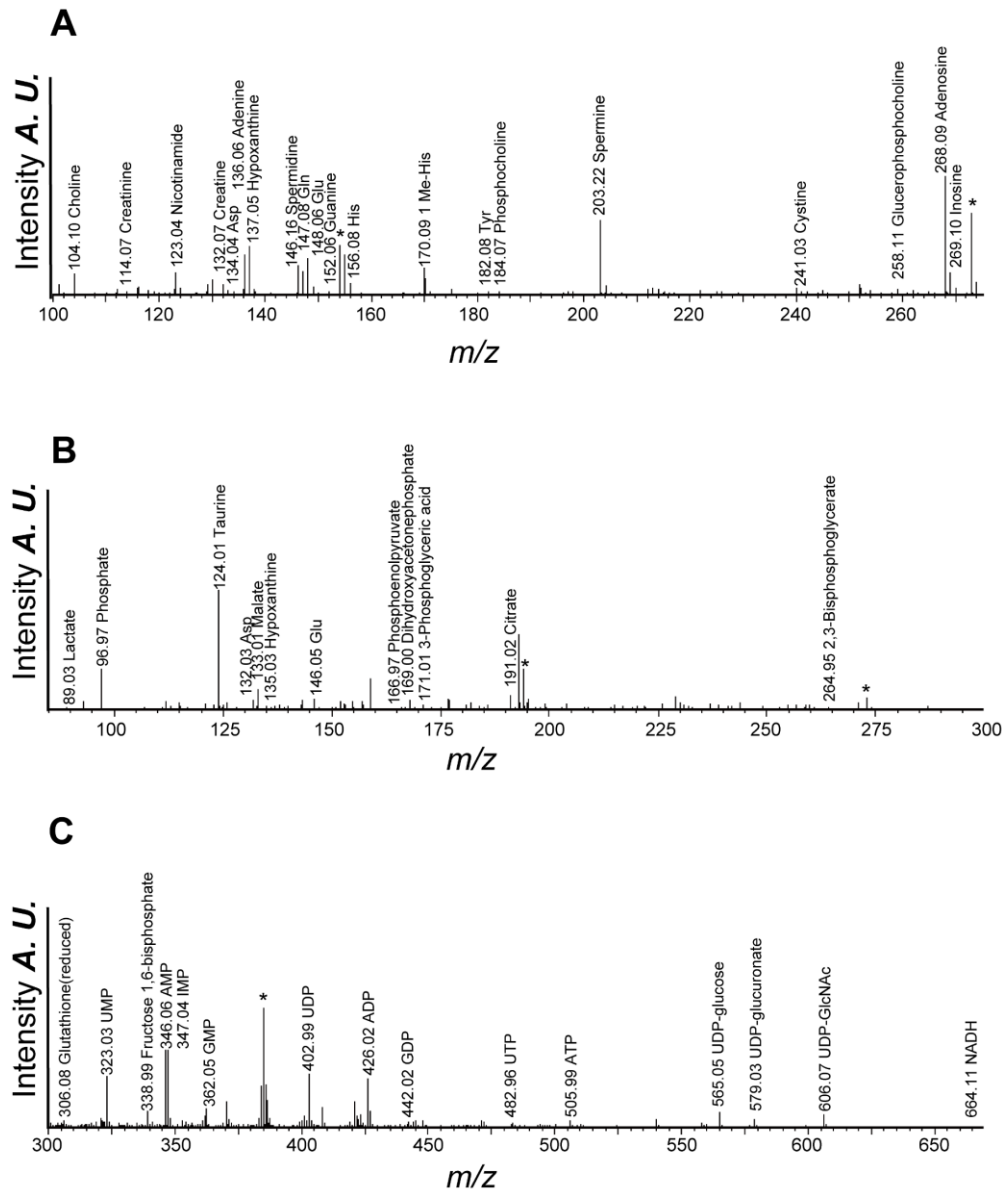 A
Intensity A. U.
104.10 Choline
114.07 Creatinine
123.04 Nicotinamide
132.07 Creatine
134.04 Asp
136.06 Adenine
137.05 Hypoxanthine
146.16 Spermidine
147.08 Gln
148.06 Glu
152.06 Guanine
*
156.08 His
170.09 1 Me-His
182.08 Tyr
184.07 Phosphocholine
203.22 Spermine
241.03 Cystine
258.11 Glucerophosphocholine
268.09 Adenosine
269.10 Inosine
*
100 120 140 160 180 200 220 240 260
m/z
B
Intensity A. U.
89.03 Lactate
96.97 Phosphate
124.01 Taurine
132.03 Asp
133.01 Malate
135.03 Hypoxanthine
146.05 Glu
166.97 Phosphoenolpyruvate
169.00 Dihydroxyacetonephosphate
171.01 3-Phosphoglyceric acid
191.02 Citrate
*
264.95 2,3-Bisphosphoglycerate
*
100 125 150 175 200 225 250 275 300
m/z
C
Intensity A. U.
306.08 Glutathione(reduced)
323.03 UMP
338.99 Fructose 1,6-bisphosphate
346.06 AMP
347.04 IMP
362.05 GMP
*
402.99 UDP
426.02 ADP
442.02 GDP
482.96 UTP
505.99 ATP
565.05 UDP-glucose
579.03 UDP-glucuronate
606.07 UDP-GlcNAc
664.11 NADH
300 350 400 450 500 550 600 650
m/z